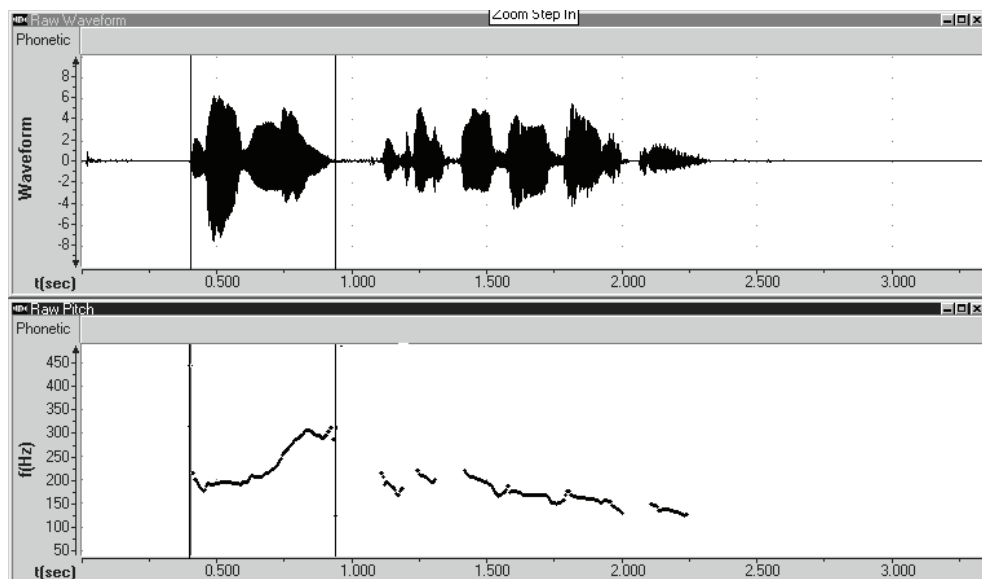 Zoom Step In
Raw Waveform
Phonetic
Waveform
8
6
4
2
0
-2
-4
-6
-8
t(sec) 0.500 1.000 1.500 2.000 2.500 3.000
Raw Pitch
Phonetic
f(Hz)
450
400
350
300
250
200
150
100
50
t(sec) 0.500 1.000 1.500 2.000 2.500 3.000